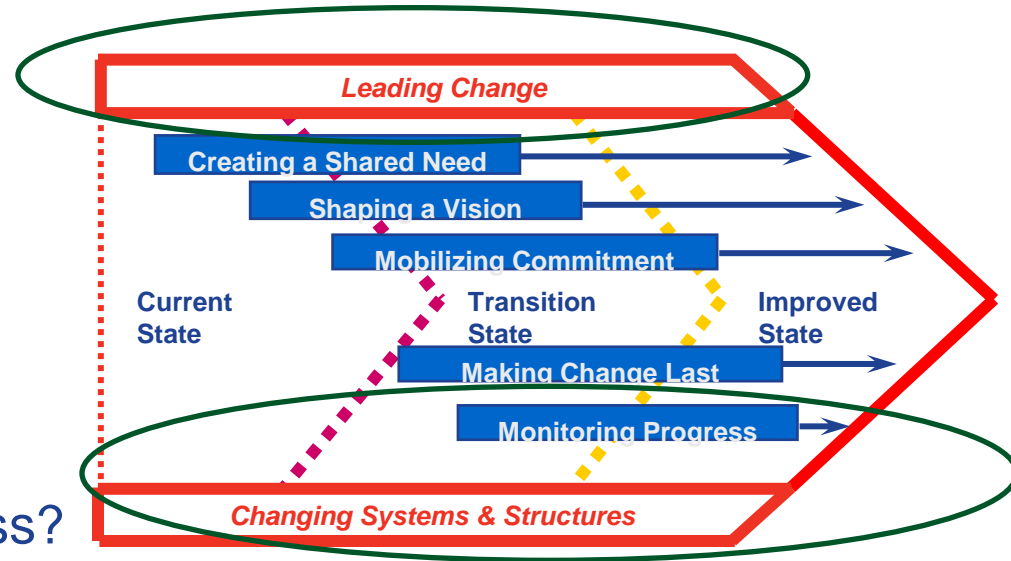 Leading Change
Creating a Shared Need
Shaping a Vision
Mobilizing Commitment
Current
State
Transition
State
Improved
State
Making Change Last
Monitoring Progress
ss?
Changing Systems & Structures